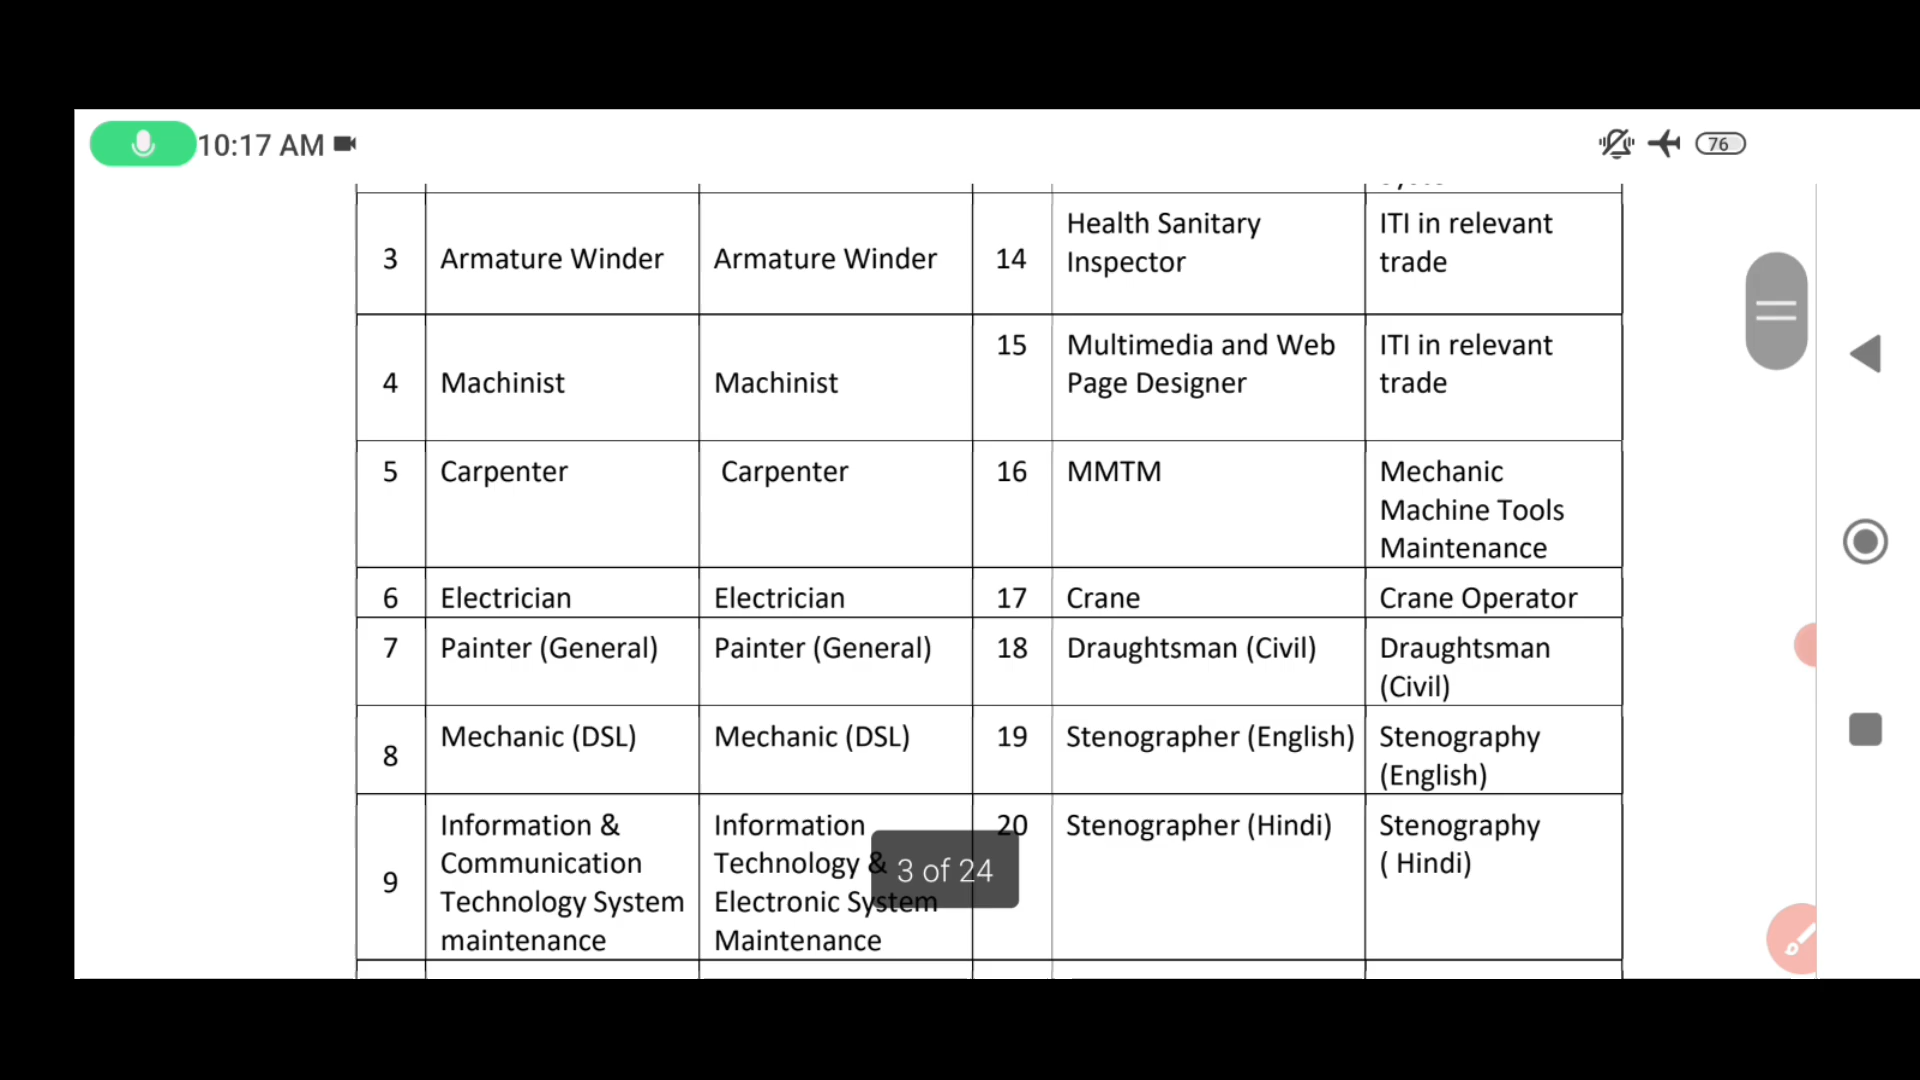 10:17 AM
76
3 Armature Winder Armature Winder 14 Health Sanitary Inspector ITI in relevant trade
4 Machinist Machinist 15 Multimedia and Web Page Designer ITI in relevant trade
5 Carpenter Carpenter 16 MMTM Mechanic Machine Tools Maintenance
6 Electrician Electrician 17 Crane Crane Operator
7 Painter (General) Painter (General) 18 Draughtsman (Civil) Draughtsman (Civil)
8 Mechanic (DSL) Mechanic (DSL) 19 Stenographer (English) Stenography (English)
9 Information & Communication Technology System maintenance Information Technology & Electronic System Maintenance 20 Stenographer (Hindi) Stenography ( Hindi)
3 of 24